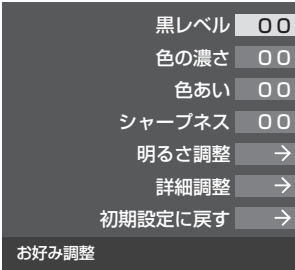 黒レベル 00
色の濃さ 00
色あい 00
シャープネス 00
明るさ調整 →
詳細調整 →
初期設定に戻す →
お好み調整